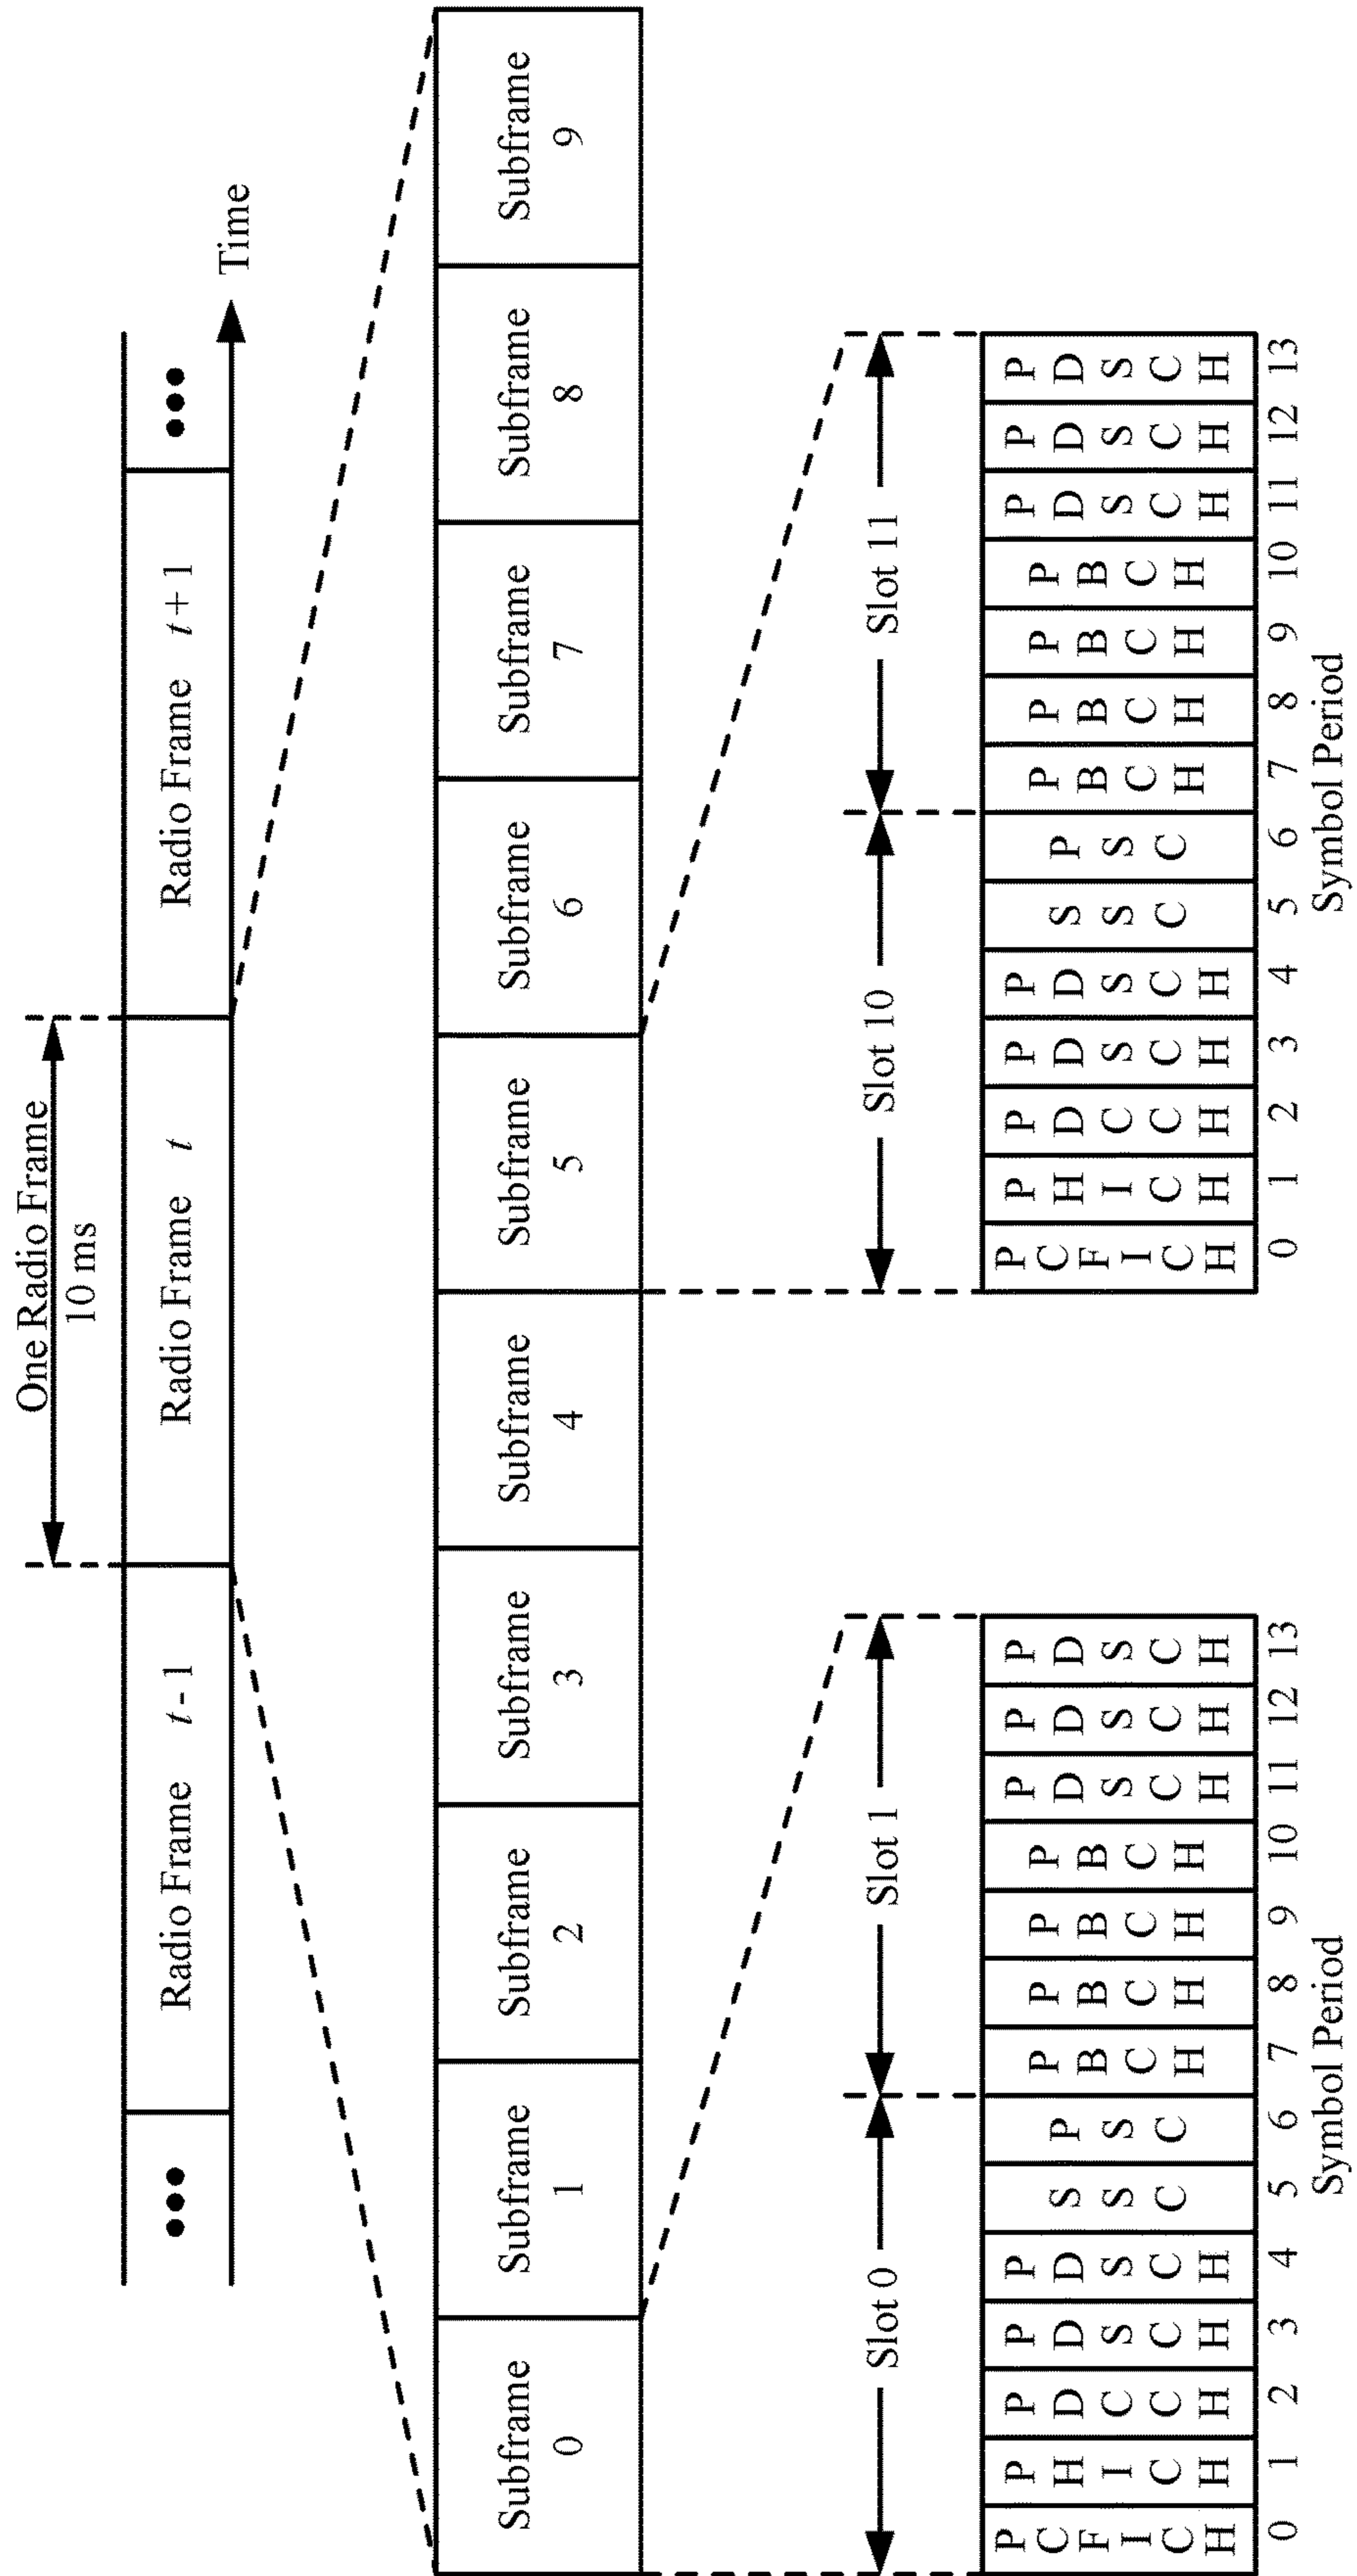 One Radio Frame
10 ms
•••
Radio Frame t - 1
Radio Frame t
Radio Frame t + 1
•••
Time
Subframe
0
Subframe
1
Subframe
2
Subframe
3
Subframe
4
Subframe
5
Subframe
6
Subframe
7
Subframe
8
Subframe
9
Slot 0
Slot 1
PCFICH
PHICH
PDCCH
PDSCH
PDSCH
SSC
PSC
PBCH
PBCH
PBCH
PBCH
PDSCH
PDSCH
PDSCH
0 1 2 3 4 5 6 7 8 9 10 11 12 13
Symbol Period
Slot 10
Slot 11
PCFICH
PHICH
PDCCH
PDSCH
PDSCH
SSC
PSC
PBCH
PBCH
PBCH
PBCH
PDSCH
PDSCH
PDSCH
0 1 2 3 4 5 6 7 8 9 10 11 12 13
Symbol Period